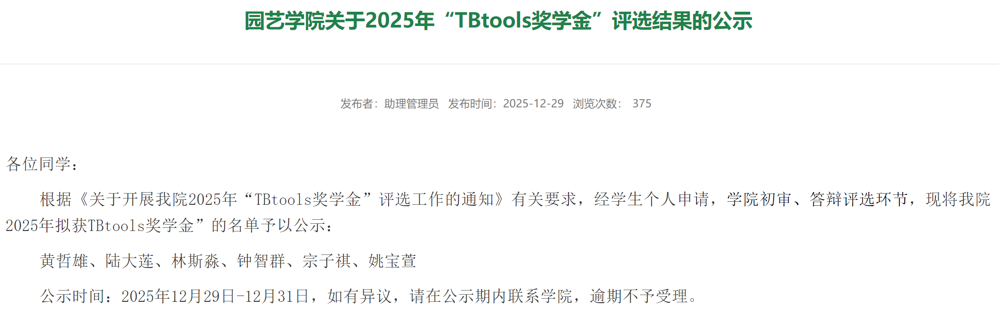 园艺学院关于2025年“TBtools奖学金”评选结果的公示
发布者：助理管理员 发布时间：2025-12-29 浏览次数： 375
各位同学：
根据《关于开展我院2025年“TBtools奖学金”评选工作的通知》有关要求，经学生个人申请，学院初审、答辩评选环节，现将我院
2025年拟获TBtools奖学金”的名单予以公示：
黄哲雄、陆大莲、林斯淼、钟智群、宗子祺、姚宝萱
公示时间：2025年12月29日-12月31日，如有异议，请在公示期内联系学院，逾期不予受理。